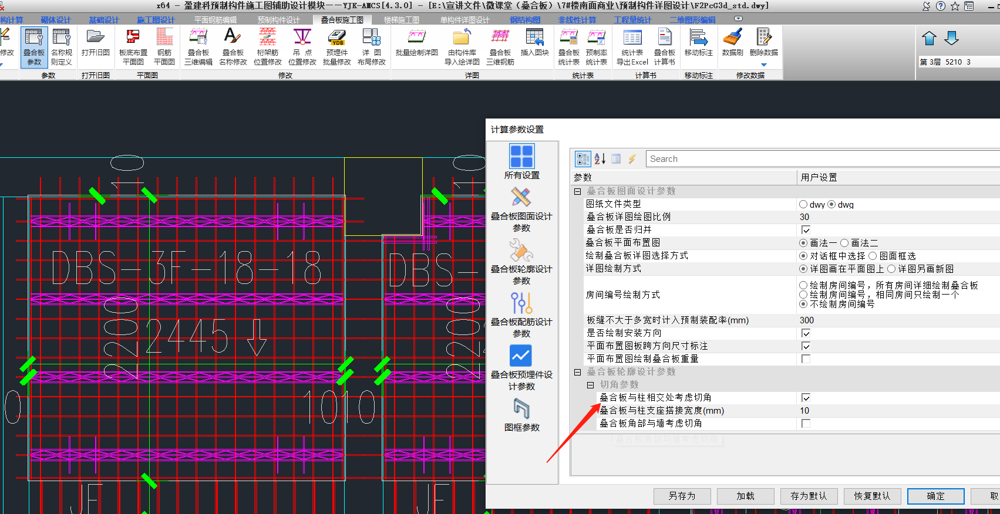 x64 - 盈建科预制构件施工图辅助设计模块——YJK-AMCS[4.3.0] - [E:\宣讲文件\微课堂（叠合板）\7#楼南面商业\预制构件详图设计\F2PcG3d_std.dwy]
构计算 砌体设计 基础设计 施工图设计 平面钢筋编辑 预制构件设计 叠合板施工图 楼梯施工图 单构件详图设计 钢结构图 非线性计算 工程量统计 二维图形编辑
修改
叠合板
参数
名称规
则定义
打开旧图
板底布置
平面图
钢筋
平面图
叠合板
三维编辑
叠合板
名称修改
桁架筋
位置修改
吊 点
位置修改
预埋件
批量修改
详 图
布局修改
批量绘制详图
由构件库
导入绘详图
叠合板
三维钢筋
插入图块
叠合板
统计表
预制率
统计表
统计表
导出Excel
叠合板
计算书
移动标注
数据刷
删除数据
YDB
参数 打开旧图 平面图 修改 详图 统计表 计算书 移动标注 修改数据
第 3层 5210 3
DBS-3F-18-18
DBS-
2445
1010
计算参数设置
所有设置
叠合板图面设计
参数
叠合板轮廓设计
参数
叠合板配筋设计
参数
叠合板预埋件设
计参数
图框参数
Search
参数 用户设置
叠合板图面设计参数
图纸文件类型 dwy dwg
叠合板详图绘图比例 30
叠合板是否归并
叠合板平面布置图 画法一 画法二
绘制叠合板详图选择方式 对话框中选择 图面框选
详图绘制方式 详图画在平面图上 详图另画新图
房间编号绘制方式
绘制房间编号，所有房间详细绘制叠合板
绘制房间编号，相同房间只绘制一个
不绘制房间编号
板缝不大于多宽时计入预制装配率(mm) 300
是否绘制安装方向
平面布置图板跨方向尺寸标注
平面布置图绘制叠合板重量
叠合板轮廓设计参数
切角参数
叠合板与柱相交处考虑切角
叠合板与柱支座搭接宽度(mm) 10
叠合板角部与墙考虑切角
叠合板角部与墙考虑切角
另存为 加载 存为默认 恢复默认 确定 取